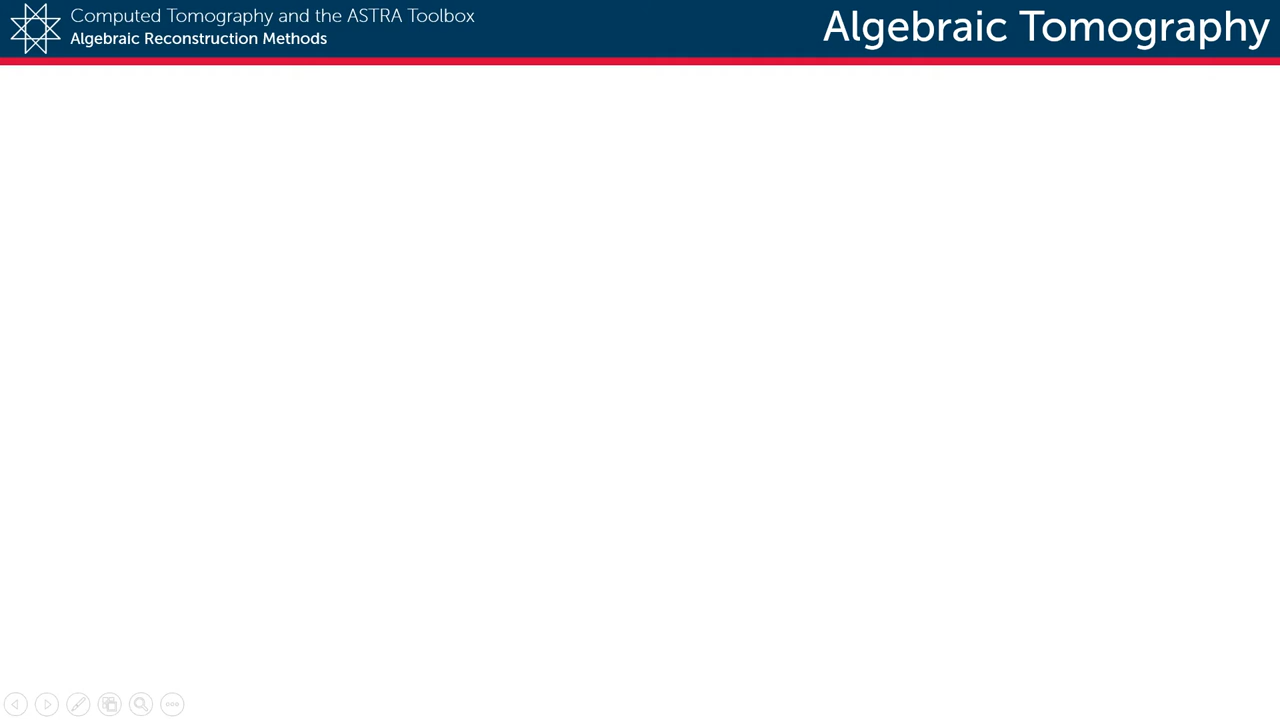 Computed Tomography and the ASTRA Toolbox
Algebraic Reconstruction Methods
Algebraic Tomography